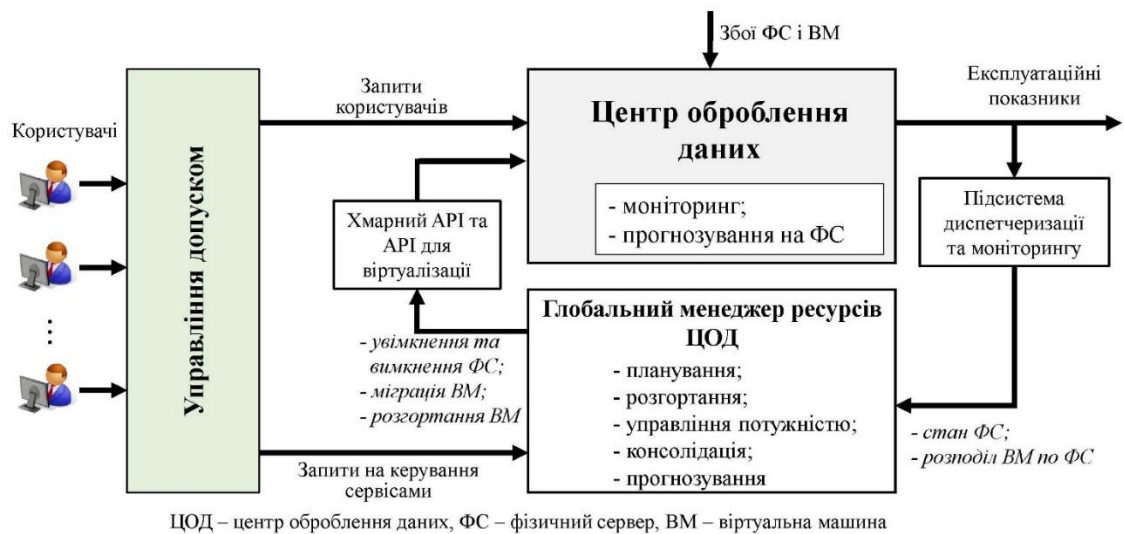 Збої ФС і ВМ
Експлуатаційні
показники
Запити
користувачів
Користувачі
Управління допуском
Центр оброблення
даних
- моніторинг;
- прогнозування на ФС
Хмарний АРІ та
АРІ для
віртуалізації
Підсистема
диспетчеризації
та моніторингу
Глобальний менеджер ресурсів
ЦОД
- планування;
- розгортання;
- управління потужністю;
- консолідація;
- прогнозування
- увімкнення та
вимкнення ФС;
- міграція ВМ;
- розгортання ВМ
- стан ФС;
- розподіл ВМ по ФС
...
Запити на керування
сервісами
ЦОД – центр оброблення даних, ФС – фізичний сервер, ВМ – віртуальна машина